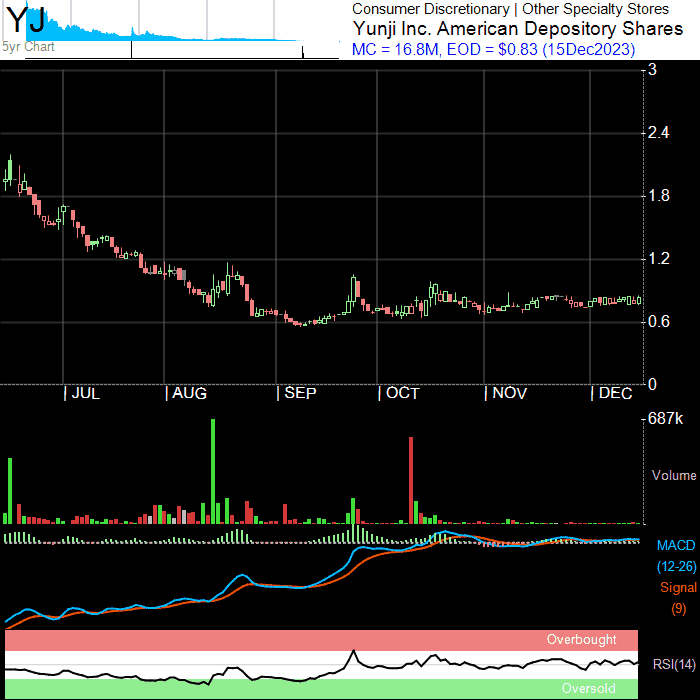 YJ
5yr Chart
Consumer Discretionary | Other Specialty Stores
Yunji Inc. American Depository Shares
MC = 16.8M, EOD = $0.83 (15Dec2023)
3
2.4
1.8
1.2
0.6
0
| JUL | AUG | SEP | OCT | NOV | DEC
687k
Volume
MACD
(12-26)
Signal
(9)
Overbought
RSI(14)
Oversold